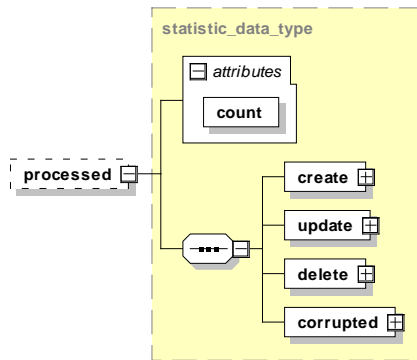 statistic_data_type
attributes
count
processed
create
update
delete
corrupted